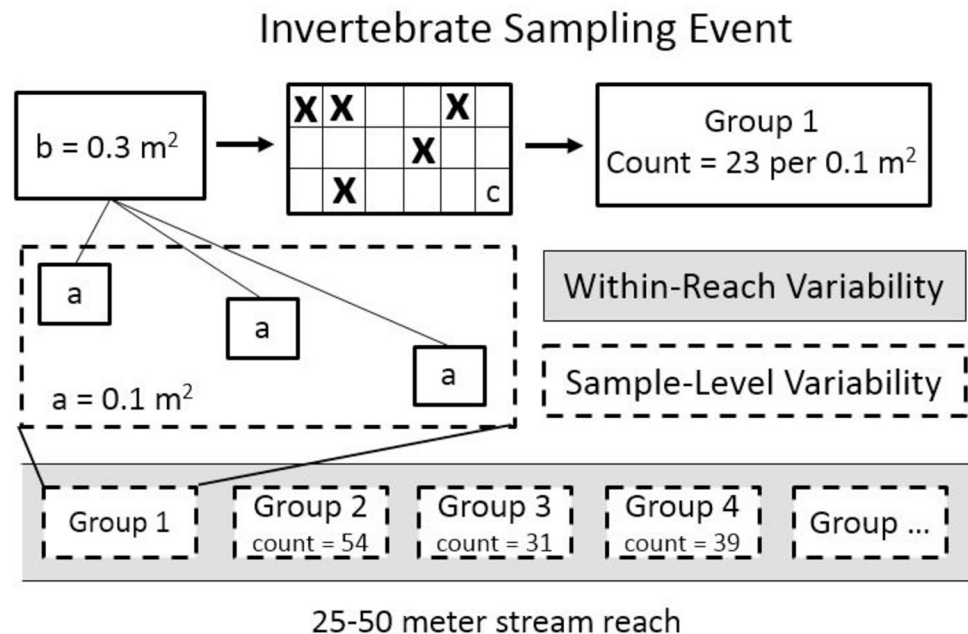 Invertebrate Sampling Event
b = 0.3 m²
X X X
X
X c
Group 1
Count = 23 per 0.1 m²
a
a
a
a = 0.1 m²
Within-Reach Variability
Sample-Level Variability
Group 1
Group 2
count = 54
Group 3
count = 31
Group 4
count = 39
Group ...
25-50 meter stream reach